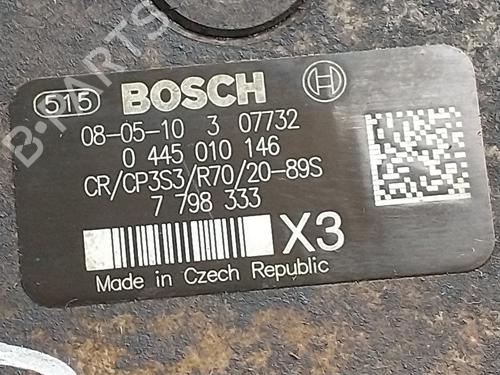 B-PARTS
515 BOSCH
08-05-10 3 07732
0 445 010 146
CR/CP3S3/R70/20-89S
7 798 333
X3
Made in Czech Republic